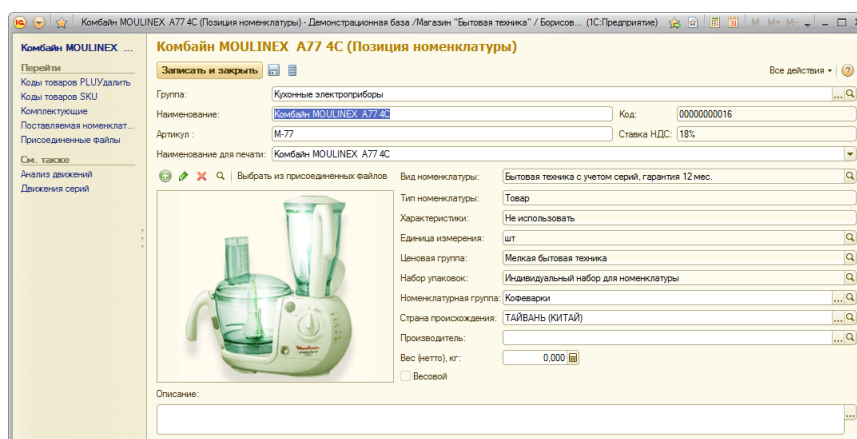 Комбайн MOULINEX A77 4C (Позиция номенклатуры) - Демонстрационная база /Магазин "Бытовая техника" / Борисов... (1С:Предприятие)
M M+ M-
Комбайн MOULINEX ...
Перейти
Коды товаров PLUУдалить
Коды товаров SKU
Комплектующие
Поставляемая номенклат...
Присоединенные файлы
См. также
Анализ движений
Движения серий
Комбайн MOULINEX A77 4C (Позиция номенклатуры)
Записать и закрыть
Все действия
Группа: Кухонные электроприборы
Наименование: Комбайн MOULINEX A77 4C Код: 00000000016
Артикул : M-77 Ставка НДС: 18%
Наименование для печати: Комбайн MOULINEX A77 4C
Выбрать из присоединенных файлов
Вид номенклатуры: Бытовая техника с учетом серий, гарантия 12 мес.
Тип номенклатуры: Товар
Характеристики: Не использовать
Единица измерения: шт
Ценовая группа: Мелкая бытовая техника
Набор упаковок: Индивидуальный набор для номенклатуры
Номенклатурная группа: Кофеварки
Страна происхождения: ТАЙВАНЬ (КИТАЙ)
Производитель:
Вес (нетто), кг: 0,000
Весовой
Описание: